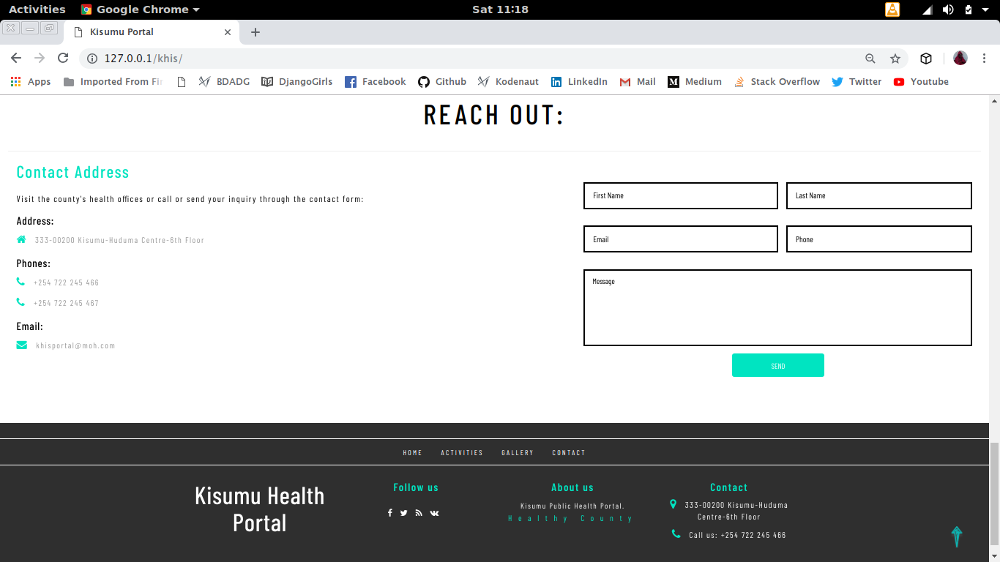 Activities Google Chrome Sat 11:18
Kisumu Portal
127.0.0.1/khis/
Apps Imported From Fir BDADG DjangoGirls Facebook Github Kodenaut LinkedIn Mail Medium Stack Overflow Twitter Youtube
REACH OUT:
Contact Address
Visit the county's health offices or call or send your inquiry through the contact form:
Address:
333-00200 Kisumu-Huduma Centre-6th Floor
Phones:
+254 722 245 466
+254 722 245 467
Email:
khisportal@moh.com
First Name Last Name
Email Phone
Message
SEND
HOME ACTIVITIES GALLERY CONTACT
Kisumu Health
Portal
Follow us
About us
Kisumu Public Health Portal.
Healthy County
Contact
333-00200 Kisumu-Huduma
Centre-6th Floor
Call us: +254 722 245 466